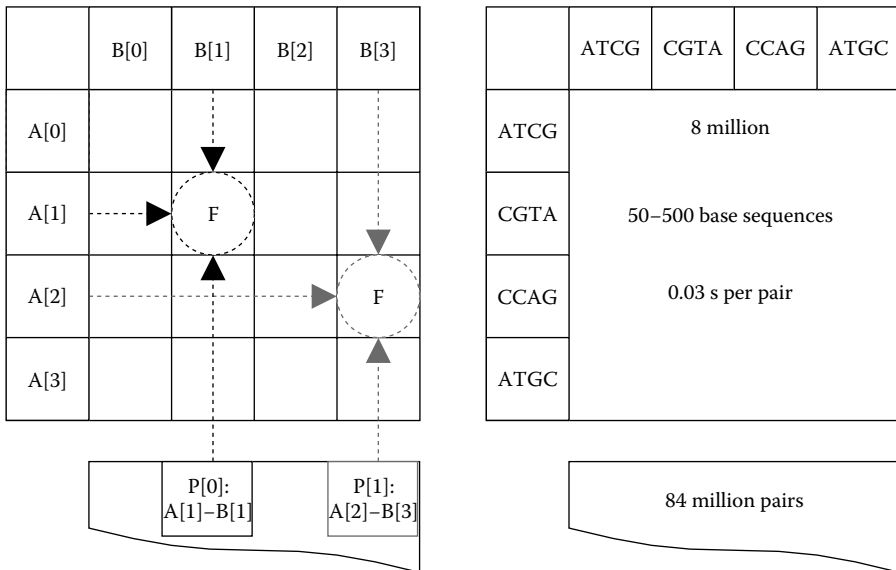 B[0] B[1] B[2] B[3]
A[0]
A[1] F
A[2] F
A[3]
P[0]:
A[1]–B[1]
P[1]:
A[2]–B[3]
ATCG CGTA CCAG ATGC
ATCG 8 million
CGTA 50–500 base sequences
CCAG 0.03 s per pair
ATGC
84 million pairs